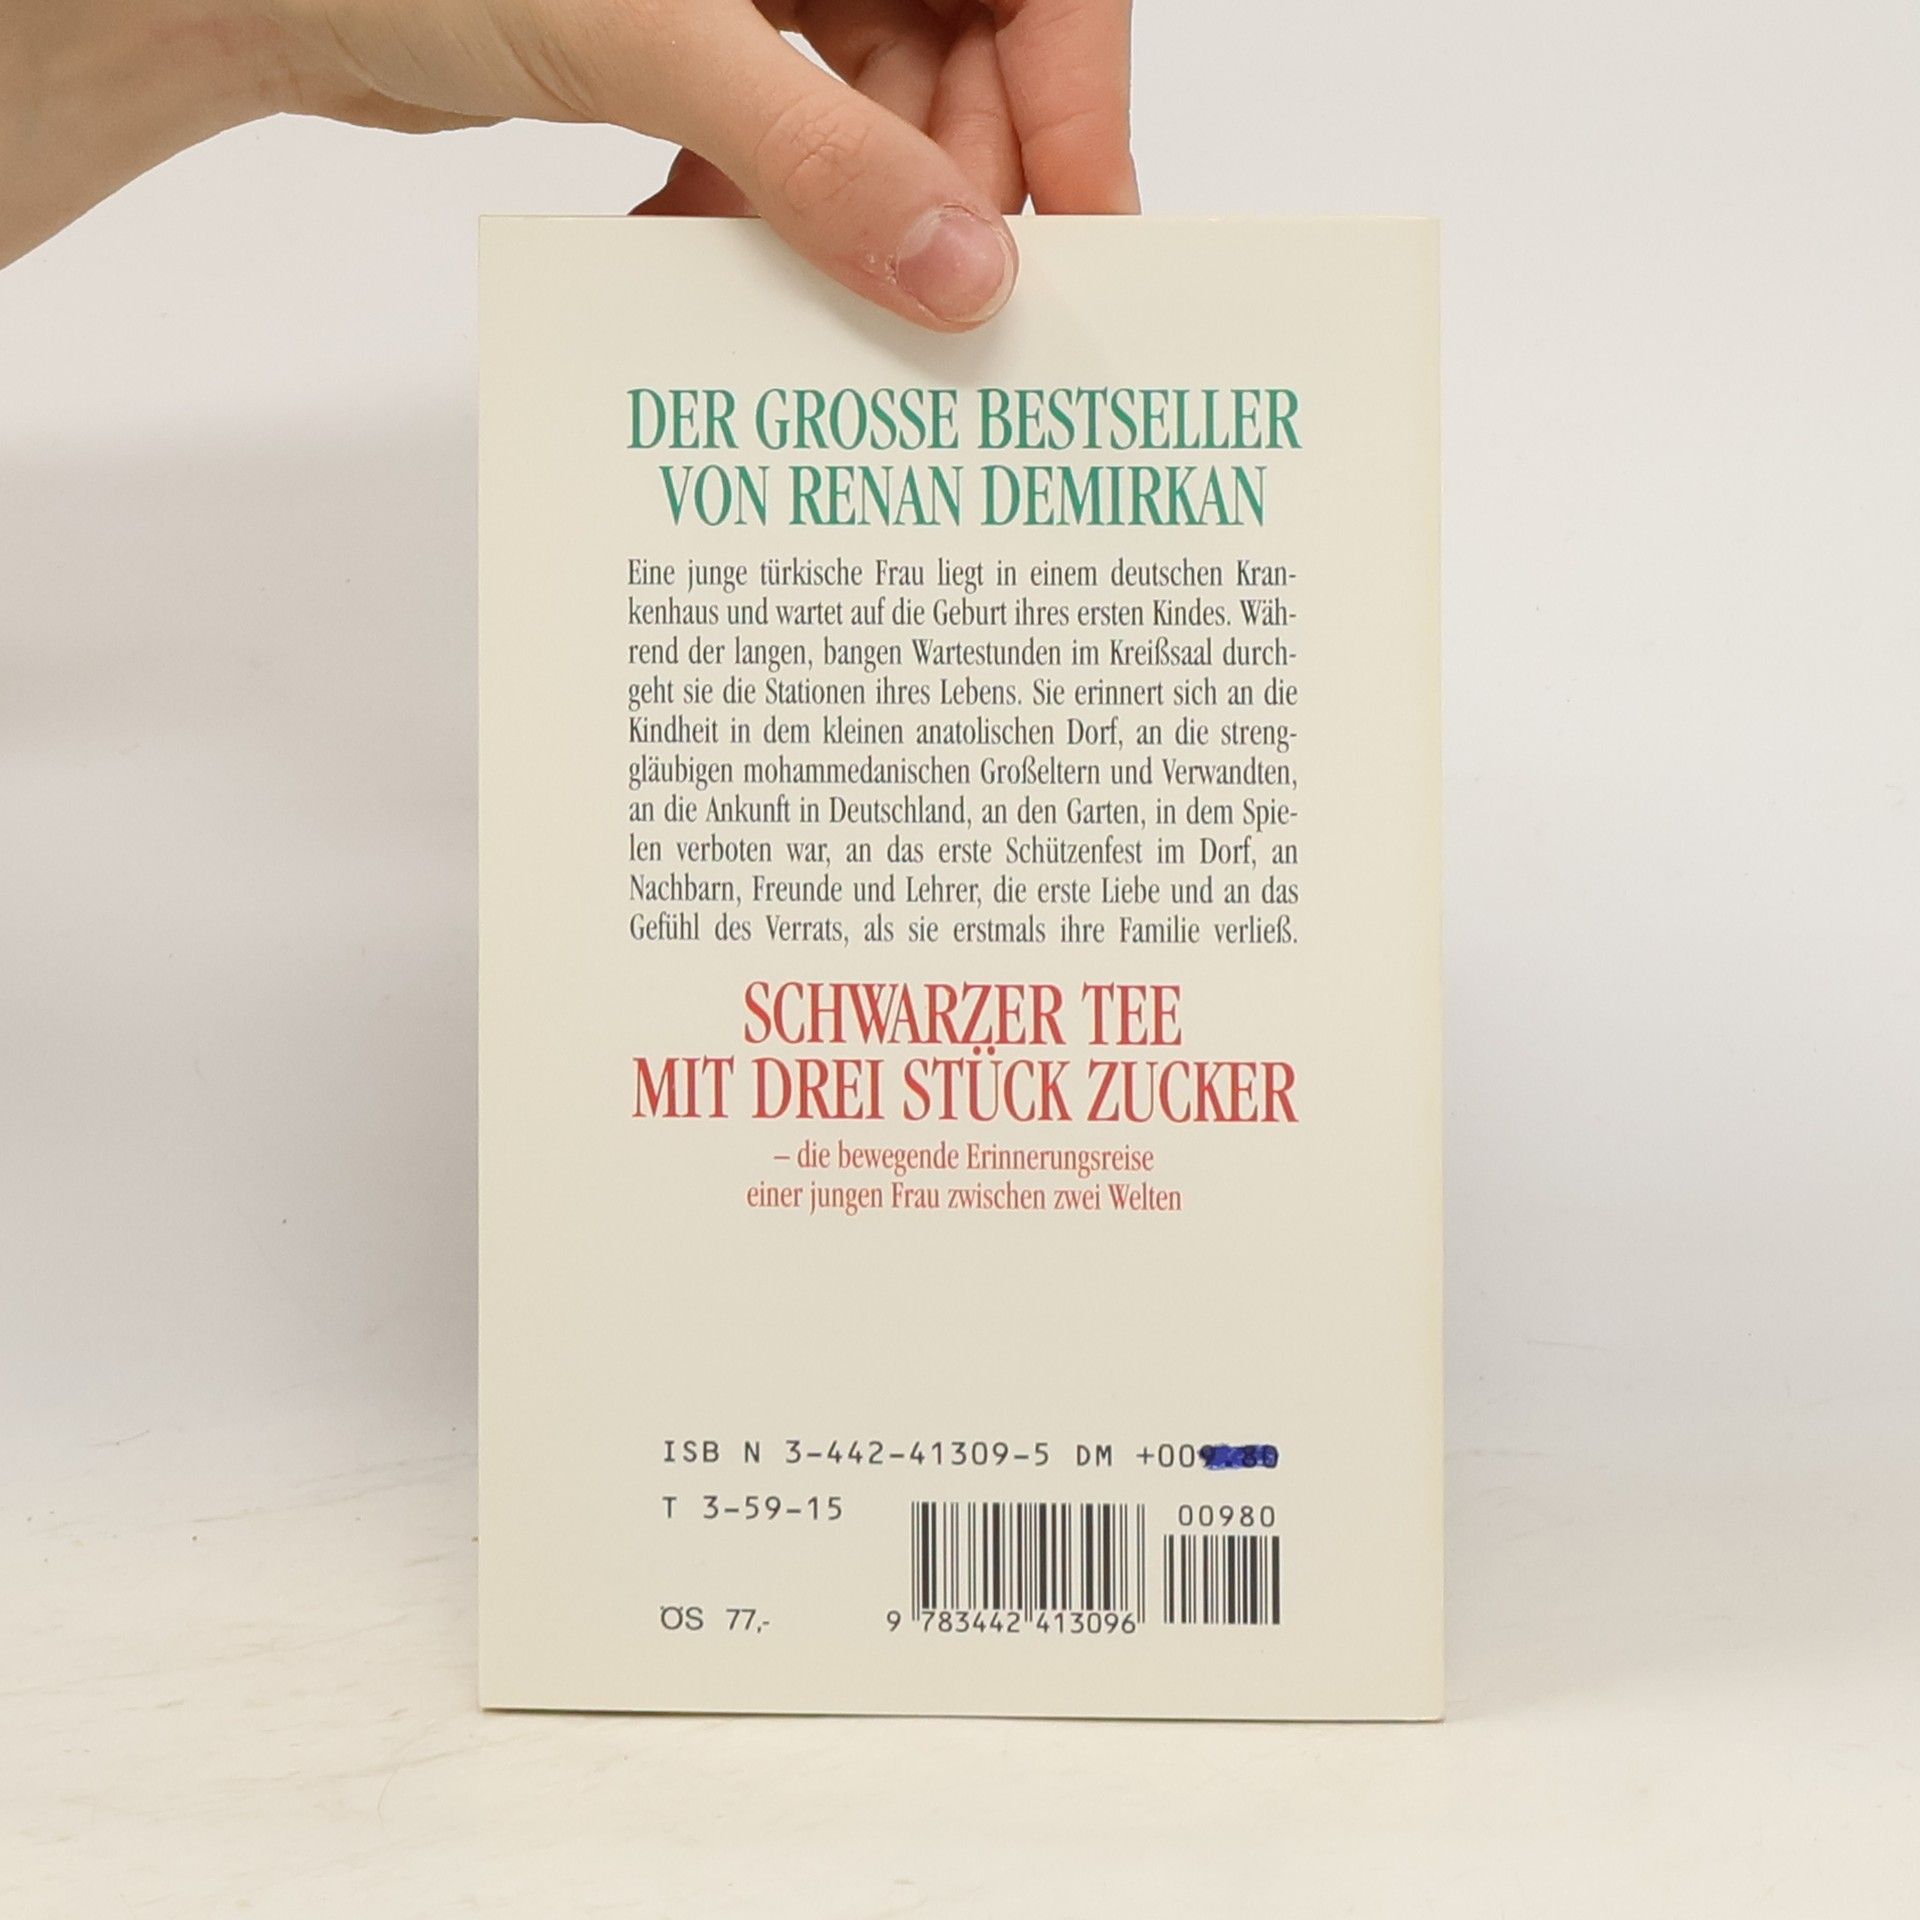 DER GROSSE BESTSELLER
VON RENAN DEMIRKAN
Eine junge türkische Frau liegt in einem deutschen Kran-
kenhaus und wartet auf die Geburt ihres ersten Kindes. Wäh-
rend der langen, bangen Wartestunden im Kreißsaal durch-
geht sie die Stationen ihres Lebens. Sie erinnert sich an die
Kindheit in dem kleinen anatolischen Dorf, an die streng-
gläubigen mohammedanischen Großeltern und Verwandten,
an die Ankunft in Deutschland, an den Garten, in dem Spie-
len verboten war, an das erste Schützenfest im Dorf, an
Nachbarn, Freunde und Lehrer, die erste Liebe und an das
Gefühl des Verrats, als sie erstmals ihre Familie verließ.
SCHWARZER TEE
MIT DREI STÜCK ZUCKER
– die bewegende Erinnerungsreise
einer jungen Frau zwischen zwei Welten
ISB N 3-442-41309-5 DM +009.80
T 3-59-15
00980
ÖS 77,-
9 783442 413096